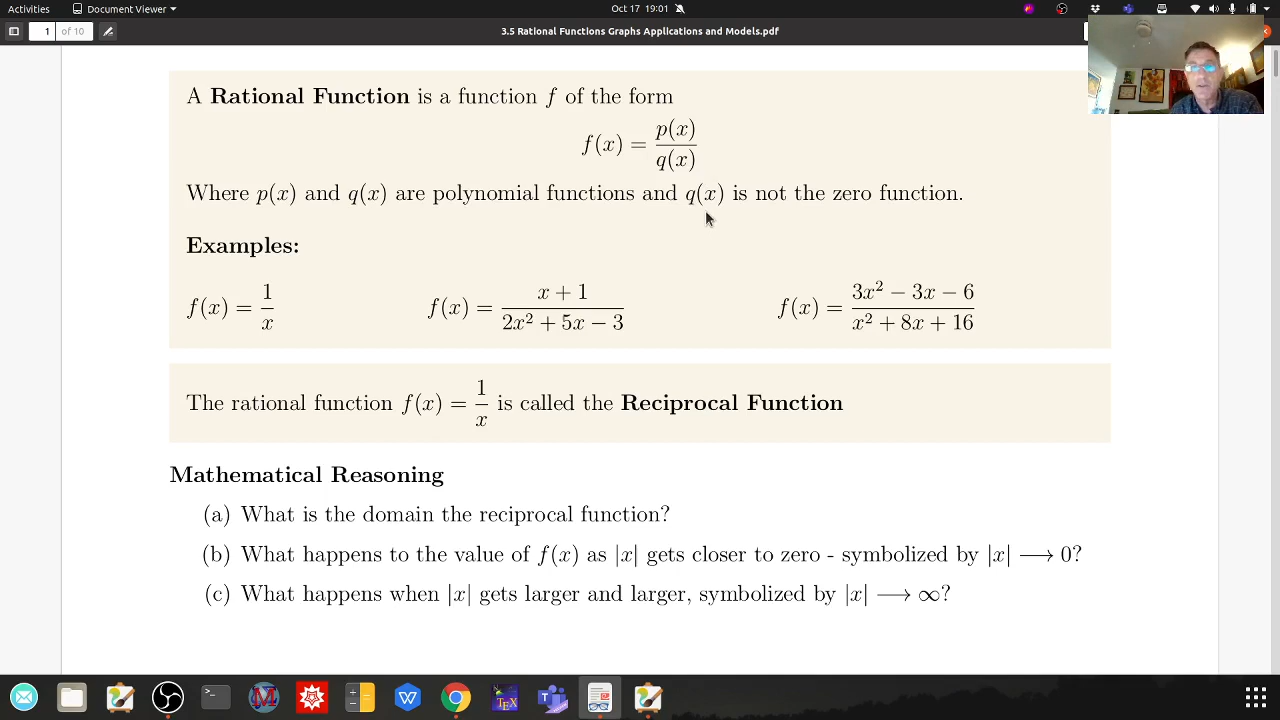 Activities
Document Viewer
Oct 17 19:01
1 of 10
3.5 Rational Functions Graphs Applications and Models.pdf
A Rational Function is a function f of the form
f(x) = p(x)/q(x)
Where p(x) and q(x) are polynomial functions and q(x) is not the zero function.
Examples:
f(x) = 1/x f(x) = (x + 1)/(2x² + 5x − 3) f(x) = (3x² − 3x − 6)/(x² + 8x + 16)
The rational function f(x) = 1/x is called the Reciprocal Function
Mathematical Reasoning
(a) What is the domain the reciprocal function?
(b) What happens to the value of f(x) as |x| gets closer to zero - symbolized by |x| ⟶ 0?
(c) What happens when |x| gets larger and larger, symbolized by |x| ⟶ ∞?